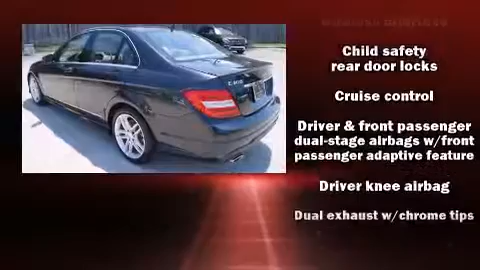 Child safety
rear door locks
Cruise control
Driver & front passenger
dual-stage airbags w/front
passenger adaptive feature
Driver knee airbag
Dual exhaust w/chrome tips